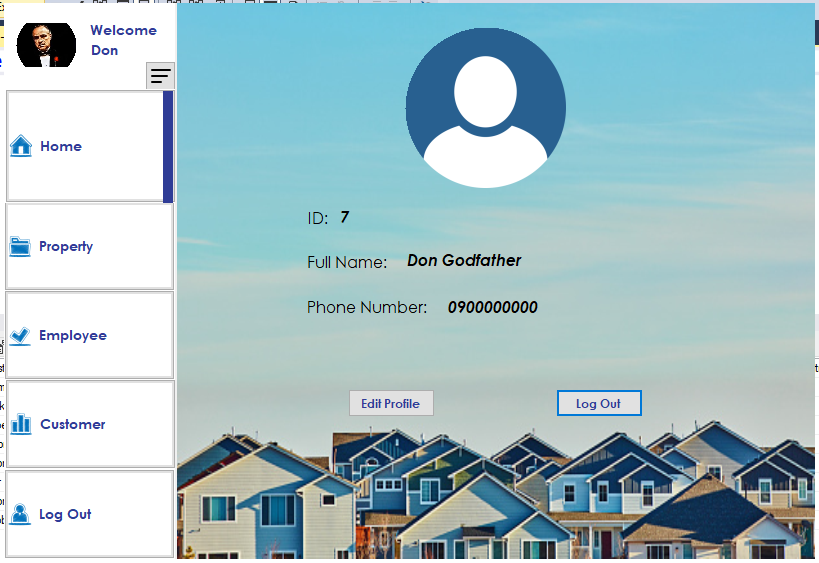 Welcome
Don
Home
Property
Employee
Customer
Log Out
ID: 7
Full Name: Don Godfather
Phone Number: 0900000000
Edit Profile
Log Out